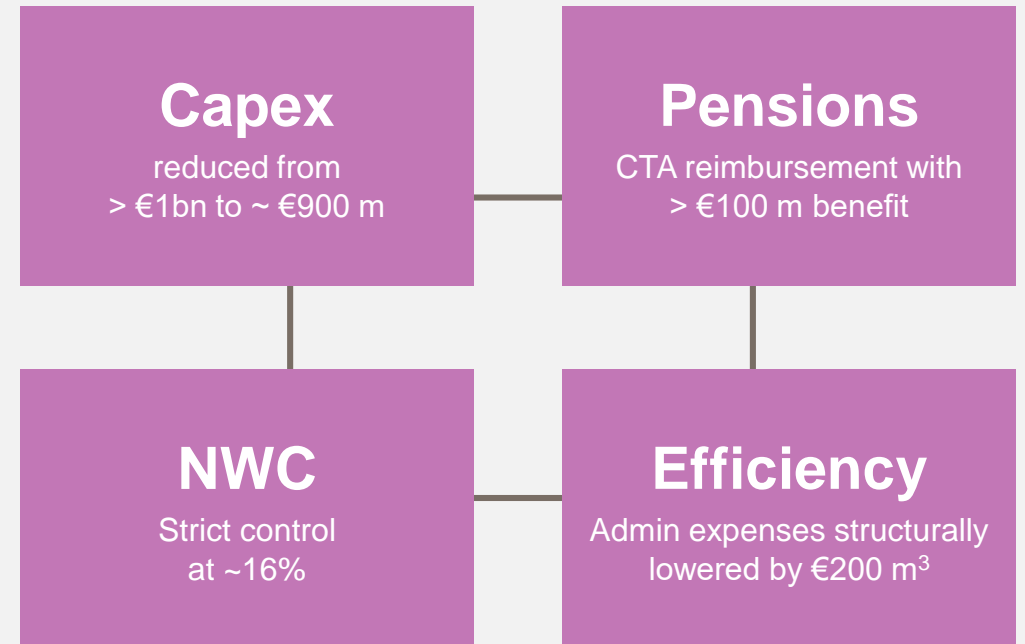 Capex
reduced from
> €1bn to ~ €900 m
Pensions
CTA reimbursement with
> €100 m benefit
NWC
Strict control
at ~16%
Efficiency
Admin expenses structurally
lowered by €200 m³